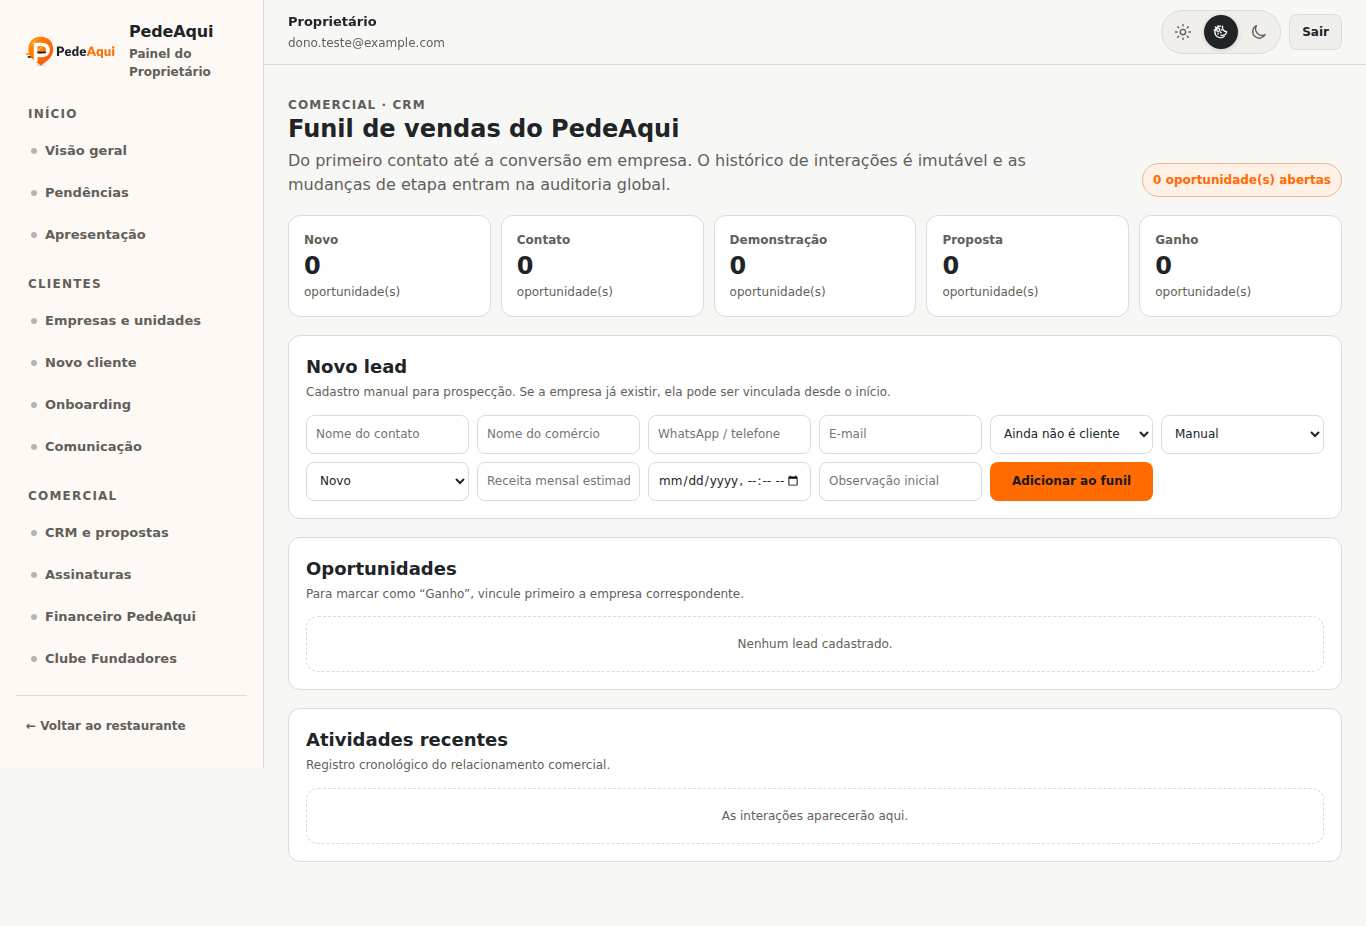 PedeAqui
PedeAqui
Painel do
Proprietário
INÍCIO
Visão geral
Pendências
Apresentação
CLIENTES
Empresas e unidades
Novo cliente
Onboarding
Comunicação
COMERCIAL
CRM e propostas
Assinaturas
Financeiro PedeAqui
Clube Fundadores
← Voltar ao restaurante
Proprietário
dono.teste@example.com
Sair
COMERCIAL · CRM
Funil de vendas do PedeAqui
Do primeiro contato até a conversão em empresa. O histórico de interações é imutável e as
mudanças de etapa entram na auditoria global.
0 oportunidade(s) abertas
Novo
0
oportunidade(s)
Contato
0
oportunidade(s)
Demonstração
0
oportunidade(s)
Proposta
0
oportunidade(s)
Ganho
0
oportunidade(s)
Novo lead
Cadastro manual para prospecção. Se a empresa já existir, ela pode ser vinculada desde o início.
Nome do contato
Nome do comércio
WhatsApp / telefone
E-mail
Ainda não é cliente
Manual
Novo
Receita mensal estimad
mm/dd/yyyy, --:-- --
Observação inicial
Adicionar ao funil
Oportunidades
Para marcar como “Ganho”, vincule primeiro a empresa correspondente.
Nenhum lead cadastrado.
Atividades recentes
Registro cronológico do relacionamento comercial.
As interações aparecerão aqui.